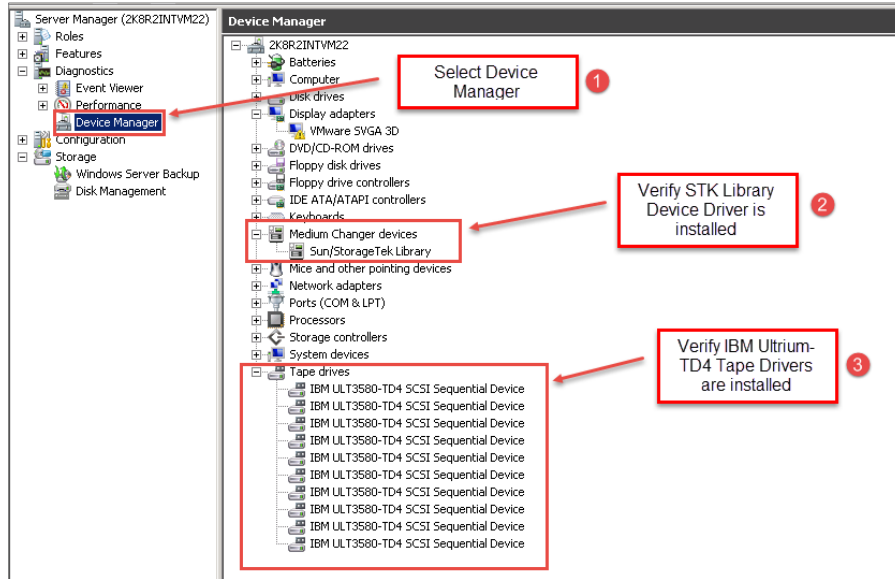 Server Manager (2K8R2INTVM22)
Roles
Features
Diagnostics
Event Viewer
Performance
Device Manager
Configuration
Storage
Windows Server Backup
Disk Management
Device Manager
2K8R2INTVM22
Batteries
Computer
Disk drives
Display adapters
VMware SVGA 3D
DVD/CD-ROM drives
Floppy disk drives
Floppy drive controllers
IDE ATA/ATAPI controllers
Keyboards
Medium Changer devices
Sun/StorageTek Library
Mice and other pointing devices
Network adapters
Ports (COM & LPT)
Processors
Storage controllers
System devices
Tape drives
IBM ULT3580-TD4 SCSI Sequential Device
IBM ULT3580-TD4 SCSI Sequential Device
IBM ULT3580-TD4 SCSI Sequential Device
IBM ULT3580-TD4 SCSI Sequential Device
IBM ULT3580-TD4 SCSI Sequential Device
IBM ULT3580-TD4 SCSI Sequential Device
IBM ULT3580-TD4 SCSI Sequential Device
IBM ULT3580-TD4 SCSI Sequential Device
IBM ULT3580-TD4 SCSI Sequential Device
IBM ULT3580-TD4 SCSI Sequential Device
Select Device
Manager
1
Verify STK Library
Device Driver is
installed
2
Verify IBM Ultrium-
TD4 Tape Drivers
are installed
3